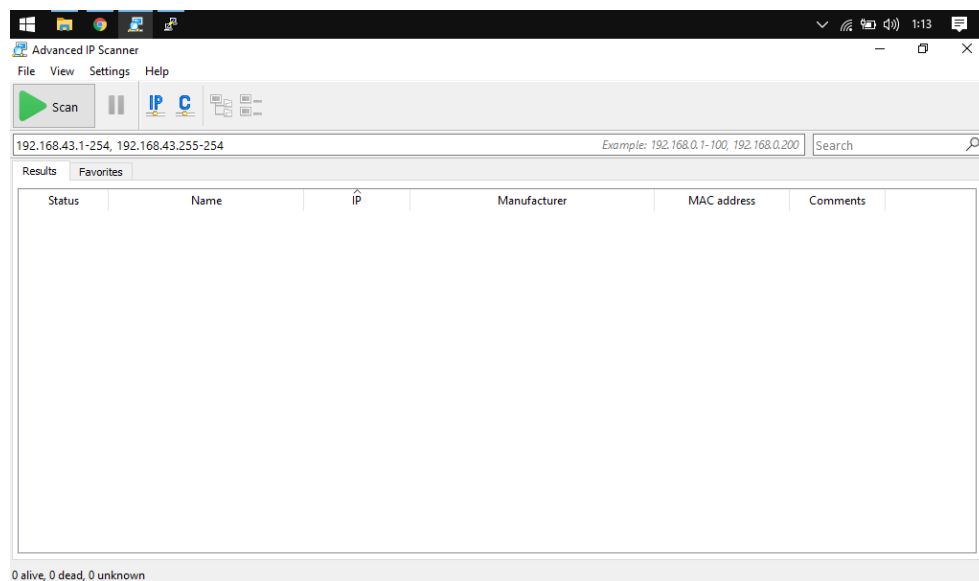 1:13
Advanced IP Scanner
File View Settings Help
Scan IP C
192.168.43.1-254, 192.168.43.255-254 Example: 192.168.0.1-100, 192.168.0.200 Search
Results Favorites
Status Name IP Manufacturer MAC address Comments
0 alive, 0 dead, 0 unknown